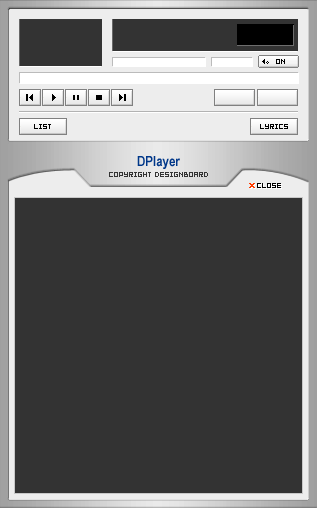 ON
LIST
LYRICS
DPlayer
COPYRIGHT DESIGNBOARD
CLOSE